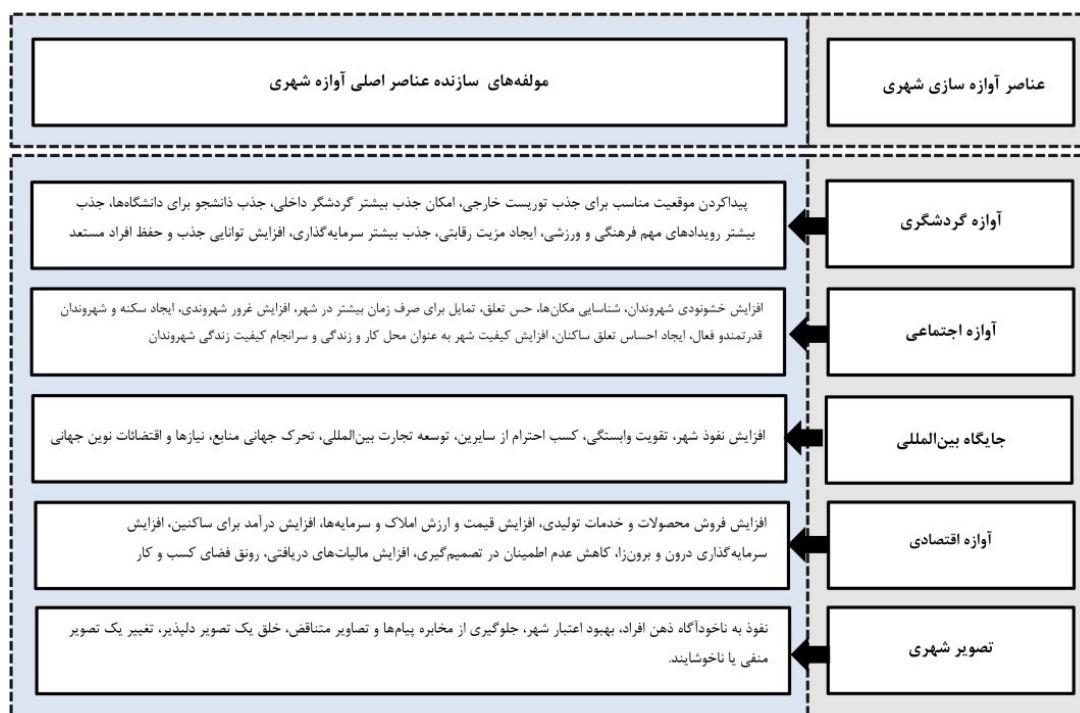 عناصر آوازه سازی شهری
مولفه‌های سازنده عناصر اصلی آوازه شهری
آوازه گردشگری
پیداکردن موقعیت مناسب برای جذب توریست خارجی، امکان جذب بیشتر گردشگر داخلی، جذب ذانشجو برای دانشگاه‌ها، جذب
بیشتر رویدادهای مهم فرهنگی و ورزشی، ایجاد مزیت رقابتی، جذب بیشتر سرمایه‌گذاری، افزایش توانایی جذب و حفظ افراد مستعد
آوازه اجتماعی
افزایش خشونودی شهروندان، شناسایی مکان‌ها، حس تعلق، تمایل برای صرف زمان بیشتر در شهر، افزایش غرور شهروندی، ایجاد سکنه و شهروندان
قدرتمندو فعال، ایجاد احساس تعلق ساکنان، افزایش کیفیت شهر به عنوان محل کار و زندگی و سرانجام کیفیت زندگی شهروندان
جایگاه بین‌المللی
افزایش نفوذ شهر، تقویت وابستگی، کسب احترام از سایرین، توسعه تجارت بین‌المللی، تحرک جهانی منابع، نیازها و اقتضائات نوین جهانی
آوازه اقتصادی
افزایش فروش محصولات و خدمات تولیدی، افزایش قیمت و ارزش املاک و سرمایه‌ها، افزایش درآمد برای ساکنین، افزایش
سرمایه‌گذاری درون و برون‌زا، کاهش عدم اطمینان در تصمیم‌گیری، افزایش مالیات‌های دریافتی، رونق فضای کسب و کار
تصویر شهری
نفوذ به ناخودآگاه ذهن افراد، بهبود اعتبار شهر، جلوگیری از مخابره پیام‌ها و تصاویر متناقض، خلق یک تصویر دلپذیر، تغییر یک تصویر
منفی یا ناخوشایند.